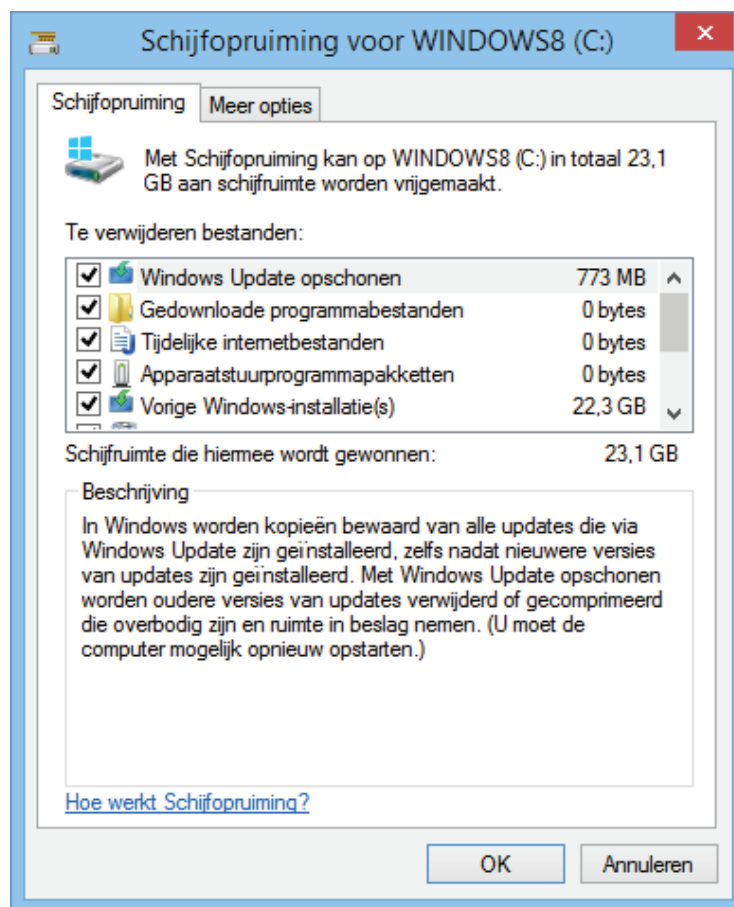 Schijfopruiming voor WINDOWS8 (C:)
Schijfopruiming Meer opties
Met Schijfopruiming kan op WINDOWS8 (C:) in totaal 23,1
GB aan schijfruimte worden vrijgemaakt.
Te verwijderen bestanden:
Windows Update opschonen 773 MB
Gedownloade programmabestanden 0 bytes
Tijdelijke internetbestanden 0 bytes
Apparaatstuurprogrammapakketten 0 bytes
Vorige Windows-installatie(s) 22,3 GB
Schijfruimte die hiermee wordt gewonnen: 23,1 GB
Beschrijving
In Windows worden kopieën bewaard van alle updates die via
Windows Update zijn geïnstalleerd, zelfs nadat nieuwere versies
van updates zijn geïnstalleerd. Met Windows Update opschonen
worden oudere versies van updates verwijderd of gecomprimeerd
die overbodig zijn en ruimte in beslag nemen. (U moet de
computer mogelijk opnieuw opstarten.)
Hoe werkt Schijfopruiming?
OK Annuleren